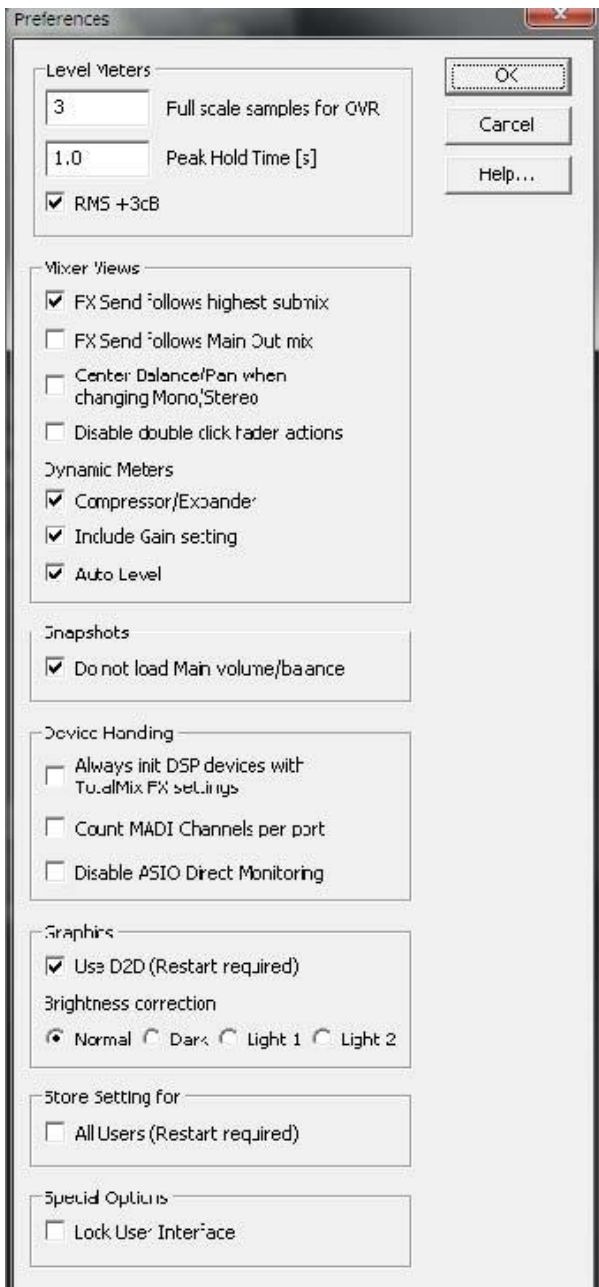 Preferences
Level Meters
OK
3 Full scale samples for OVR
Cancel
1.0 Peak Hold Time [s]
Help...
RMS +3dB
Mixer Views
FX Send follows highest submix
FX Send follows Main Out mix
Center Balance/Pan when
changing Mono/Stereo
Disable double click fader actions
Dynamic Meters
Compressor/Expander
Include Gain setting
Auto Level
Snapshots
Do not load Main volume/balance
Device Handling
Always init DSP devices with
TotalMix FX settings
Count MADI Channels per port
Disable ASIO Direct Monitoring
Graphics
Use D2D (Restart required)
Brightness correction
Normal Dark Light 1 Light 2
Store Setting for
All Users (Restart required)
Special Options
Lock User Interface